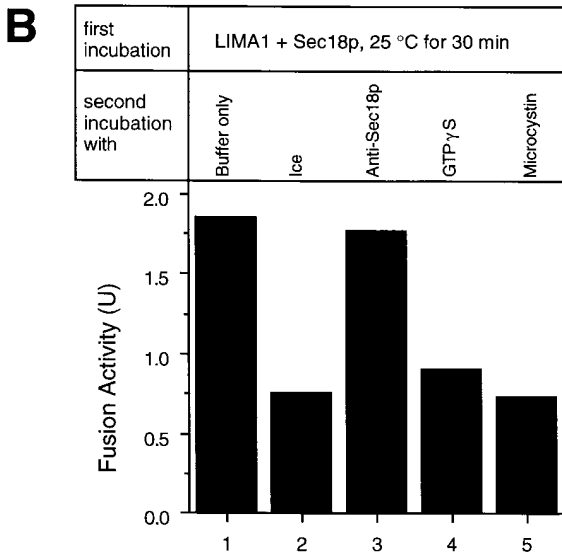 B
first
incubation
LIMA1 + Sec18p, 25 °C for 30 min
second
incubation
with
Buffer only
Ice
Anti-Sec18p
GTPγS
Microcystin
Fusion Activity (U)
2.0
1.5
1.0
0.5
0.0
1 2 3 4 5